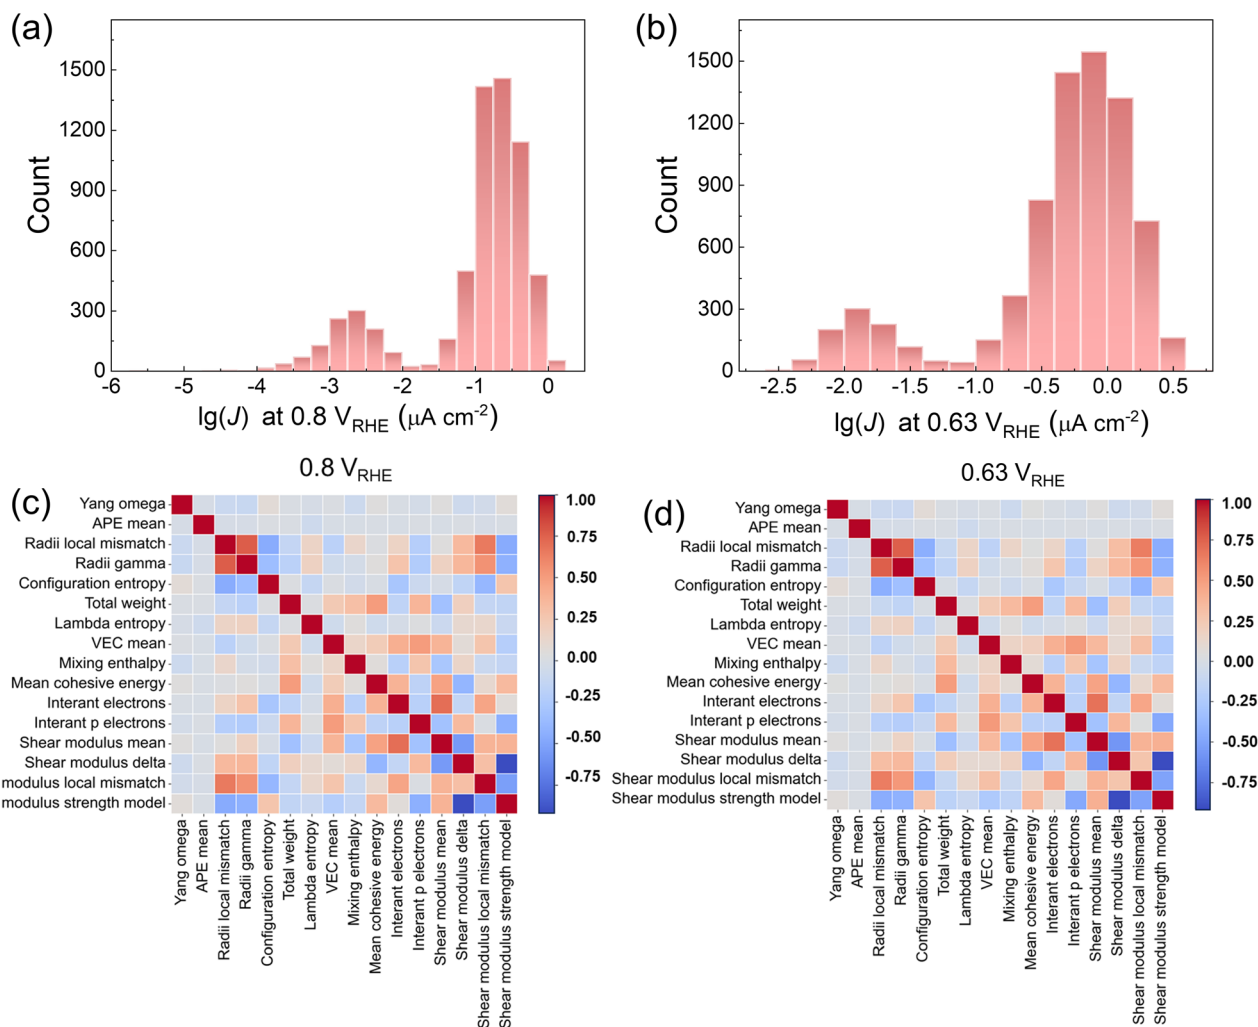 (a)
Count
1500
1200
900
600
300
0
-6 -5 -4 -3 -2 -1 0
lg(J) at 0.8 VRHE (μA cm-2)
(b)
Count
1500
1200
900
600
300
0
-2.5 -2.0 -1.5 -1.0 -0.5 0.0 0.5
lg(J) at 0.63 VRHE (μA cm-2)
(c)
0.8 VRHE
Yang omega
APE mean
Radii local mismatch
Radii gamma
Configuration entropy
Total weight
Lambda entropy
VEC mean
Mixing enthalpy
Mean cohesive energy
Interant electrons
Interant p electrons
Shear modulus mean
Shear modulus delta
modulus local mismatch
modulus strength model
Yang omega
APE mean
Radii local mismatch
Radii gamma
Configuration entropy
Total weight
Lambda entropy
VEC mean
Mixing enthalpy
Mean cohesive energy
Interant electrons
Interant p electrons
Shear modulus mean
Shear modulus delta
Shear modulus local mismatch
Shear modulus strength model
1.00
0.75
0.50
0.25
0.00
-0.25
-0.50
-0.75
(d)
0.63 VRHE
Yang omega
APE mean
Radii local mismatch
Radii gamma
Configuration entropy
Total weight
Lambda entropy
VEC mean
Mixing enthalpy
Mean cohesive energy
Interant electrons
Interant p electrons
Shear modulus mean
Shear modulus delta
Shear modulus local mismatch
Shear modulus strength model
Yang omega
APE mean
Radii local mismatch
Radii gamma
Configuration entropy
Total weight
Lambda entropy
VEC mean
Mixing enthalpy
Mean cohesive energy
Interant electrons
Interant p electrons
Shear modulus mean
Shear modulus delta
Shear modulus local mismatch
Shear modulus strength model
1.00
0.75
0.50
0.25
0.00
-0.25
-0.50
-0.75